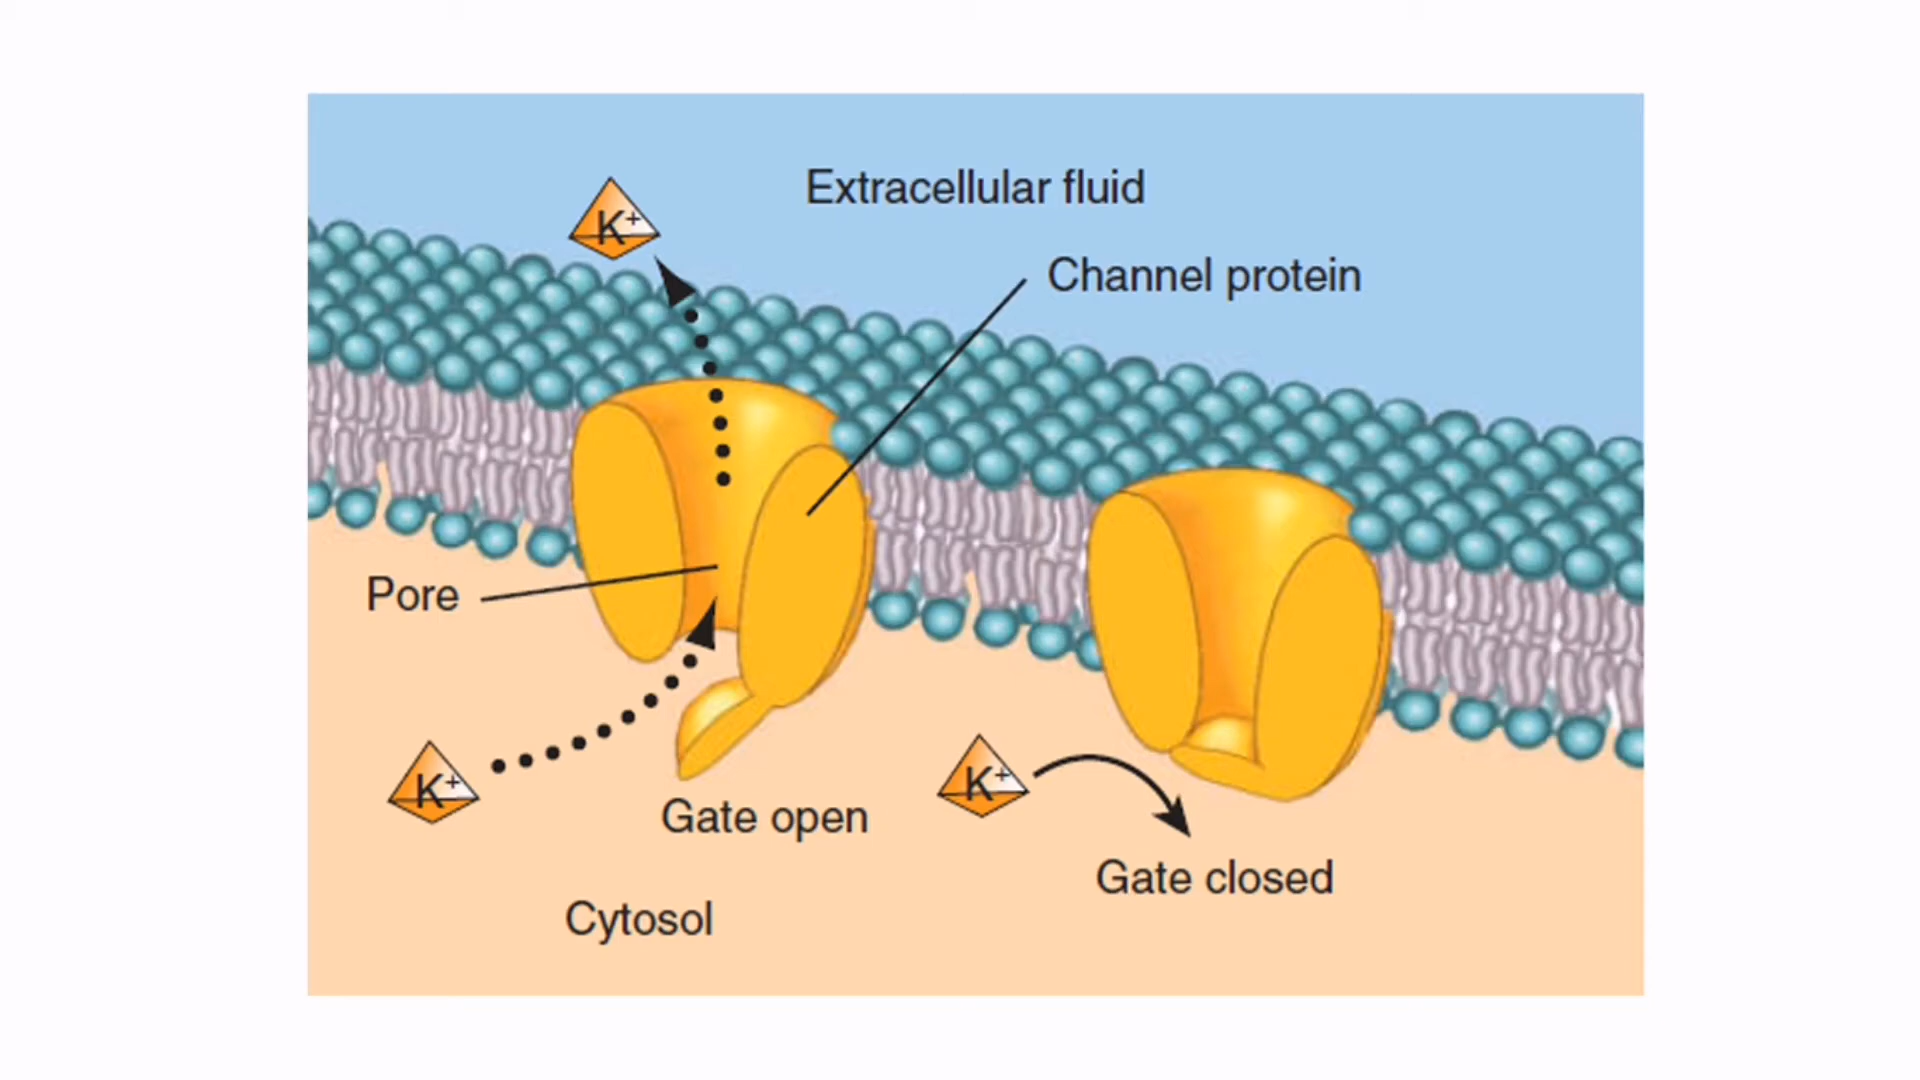 Extracellular fluid
K+
Channel protein
Pore
K+
K+
Gate open
Gate closed
Cytosol